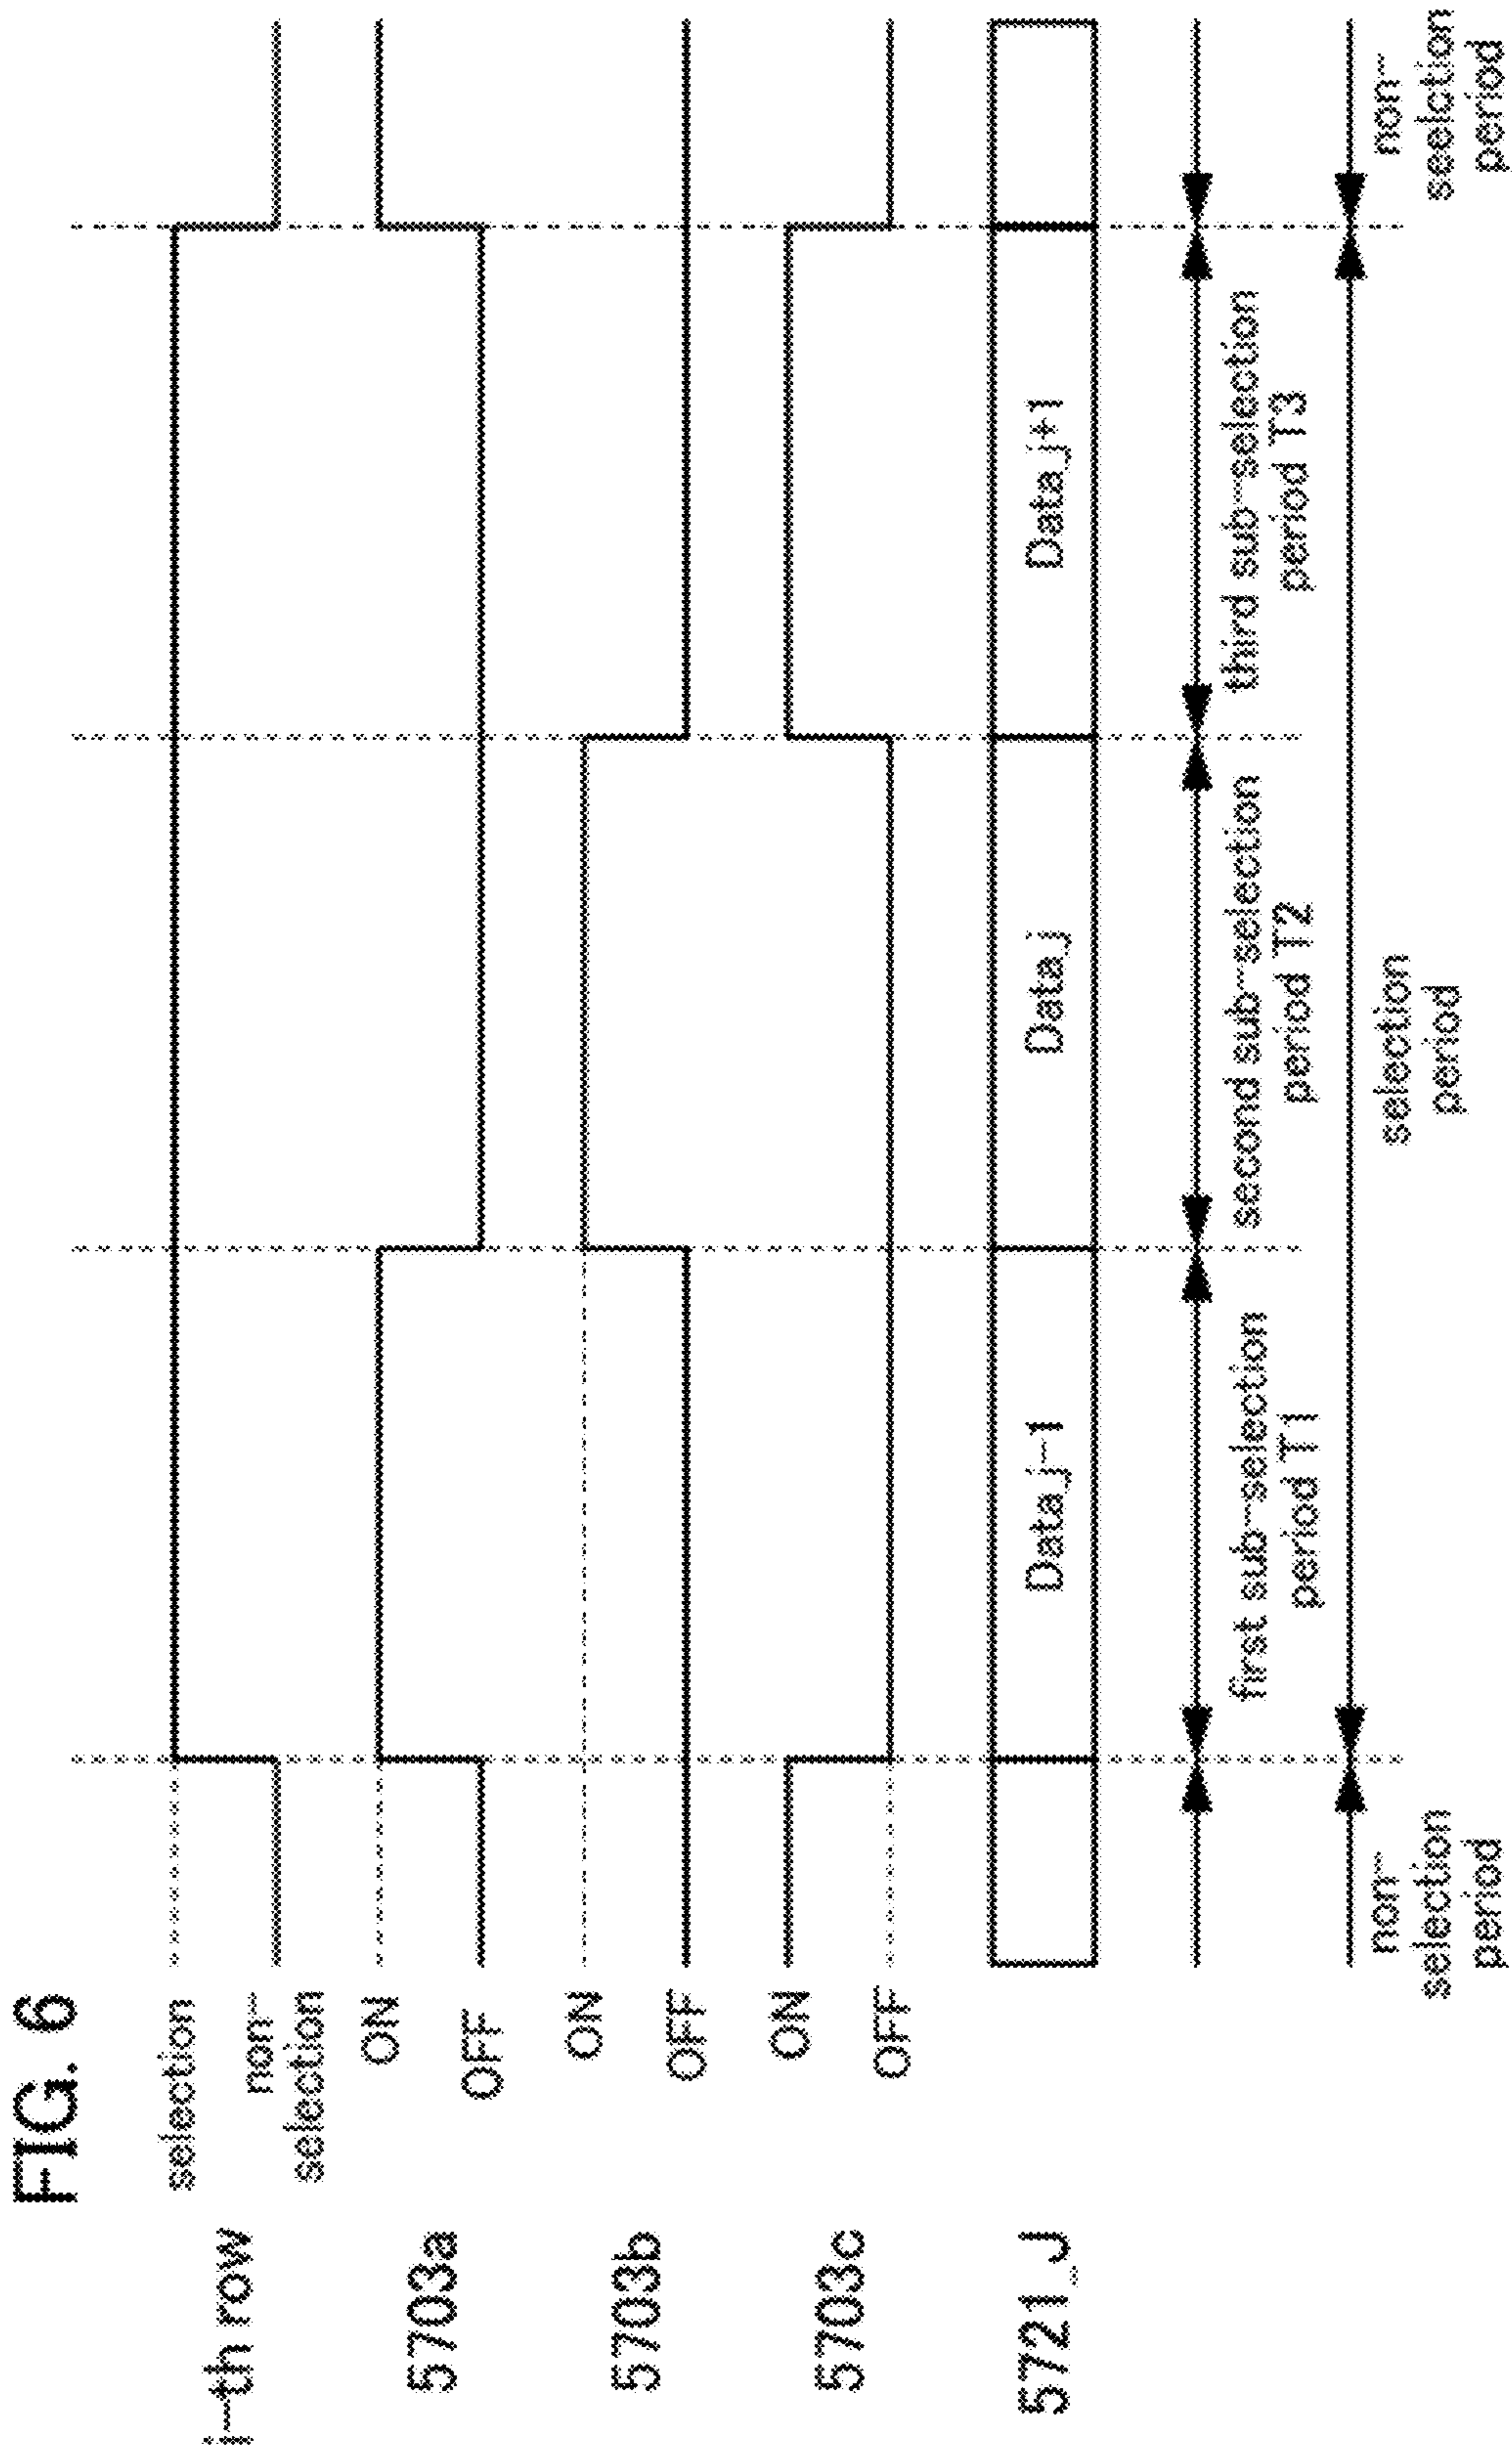 FIG. 6
i-th row
selection
non-
selection
5703a
ON
OFF
5703b
ON
OFF
5703c
ON
OFF
5721_J
Data_j-1
Data_j
Data_j+1
first sub-selection
period T1
second sub-selection
period T2
third sub-selection
period T3
non-
selection
period
selection
period
non-
seelction
period